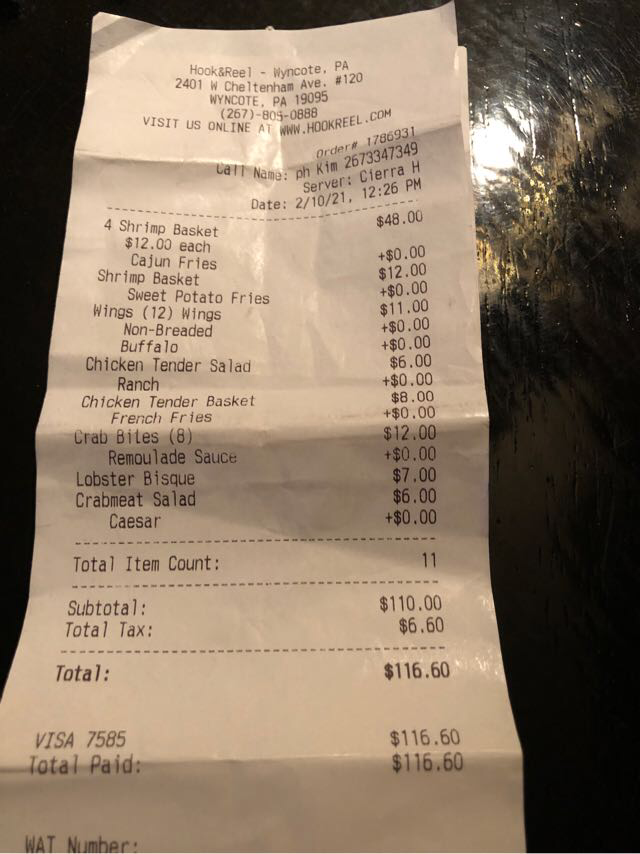 Hook&Reel - Wyncote, PA
2401 W Cheltenham Ave. #120
WYNCOTE, PA 19095
(267)-805-0888
VISIT US ONLINE AT WWW.HOOKREEL.COM
Order# 1786931
Call Name: ph Kim 2673347349
Server: Cierra H
Date: 2/10/21, 12:26 PM
4 Shrimp Basket $48.00
$12.00 each
Cajun Fries +$0.00
Shrimp Basket $12.00
Sweet Potato Fries +$0.00
Wings (12) Wings $11.00
Non-Breaded +$0.00
Buffalo +$0.00
Chicken Tender Salad $6.00
Ranch +$0.00
Chicken Tender Basket $8.00
French Fries +$0.00
Crab Bites (8) $12.00
Remoulade Sauce +$0.00
Lobster Bisque $7.00
Crabmeat Salad $6.00
Caesar +$0.00
Total Item Count: 11
Subtotal: $110.00
Total Tax: $6.60
Total: $116.60
VISA 7585 $116.60
Total Paid: $116.60
WAT Number: